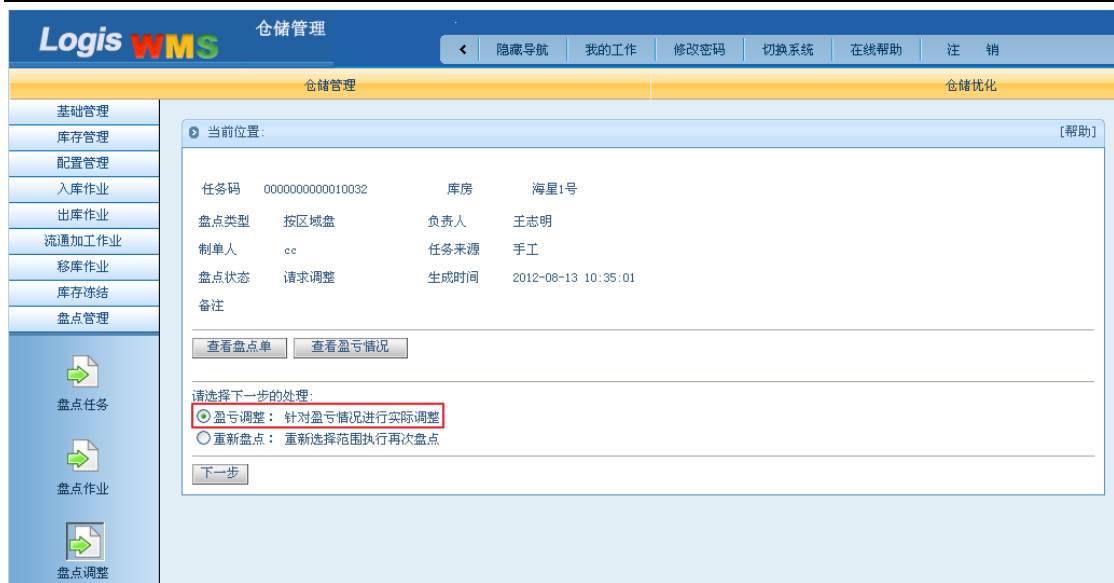 Logis WMS 仓储管理
隐藏导航 我的工作 修改密码 切换系统 在线帮助 注 销
仓储管理 仓储优化
基础管理
库存管理
配置管理
入库作业
出库作业
流通加工作业
移库作业
库存冻结
盘点管理
盘点任务
盘点作业
盘点调整
当前位置: [帮助]
任务码 0000000000010032 库房 海星1号
盘点类型 按区域盘 负责人 王志明
制单人 cc 任务来源 手工
盘点状态 请求调整 生成时间 2012-08-13 10:35:01
备注
查看盘点单 查看盈亏情况
请选择下一步的处理:
盈亏调整: 针对盈亏情况进行实际调整
重新盘点: 重新选择范围执行再次盘点
下一步